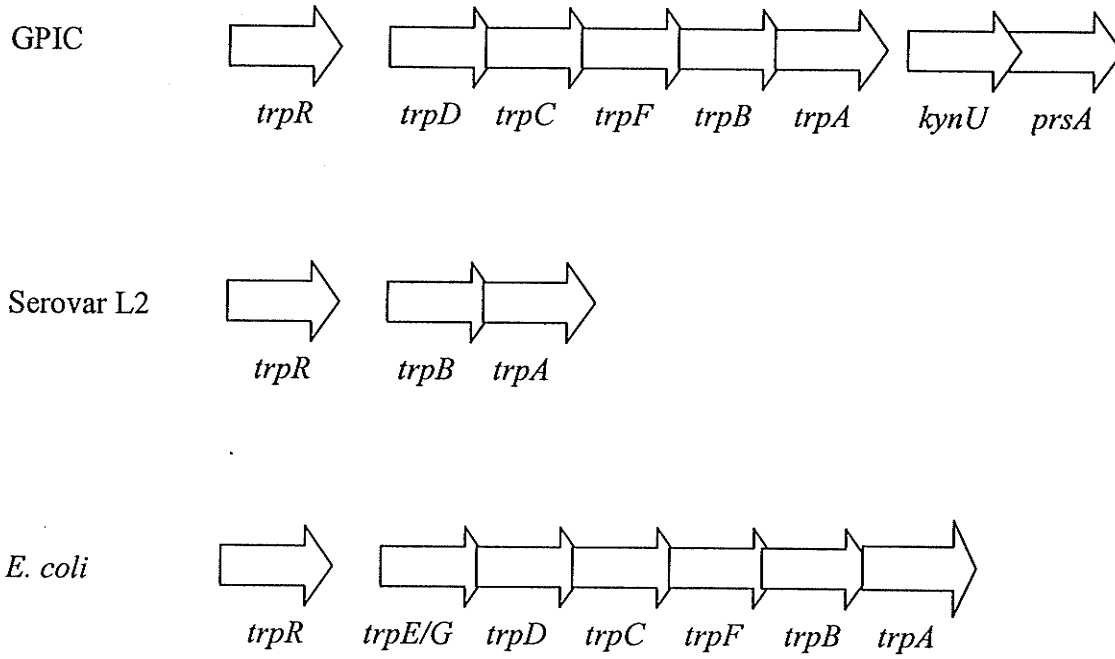 GPIC
trpR trpD trpC trpF trpB trpA kynU prsA
Serovar L2
trpR trpB trpA
E. coli
trpR trpE/G trpD trpC trpF trpB trpA